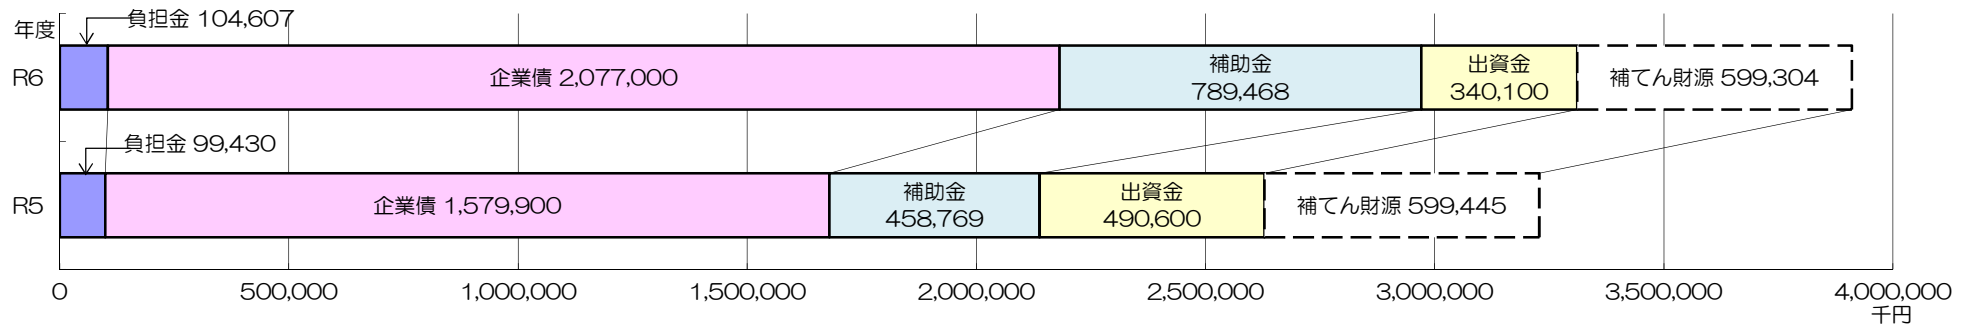 年度
負担金 104,607
R6
企業債 2,077,000
補助金
789,468
出資金
340,100
補てん財源 599,304
負担金 99,430
R5
企業債 1,579,900
補助金
458,769
出資金
490,600
補てん財源 599,445
0
500,000
1,000,000
1,500,000
2,000,000
2,500,000
3,000,000
3,500,000
4,000,000
千円